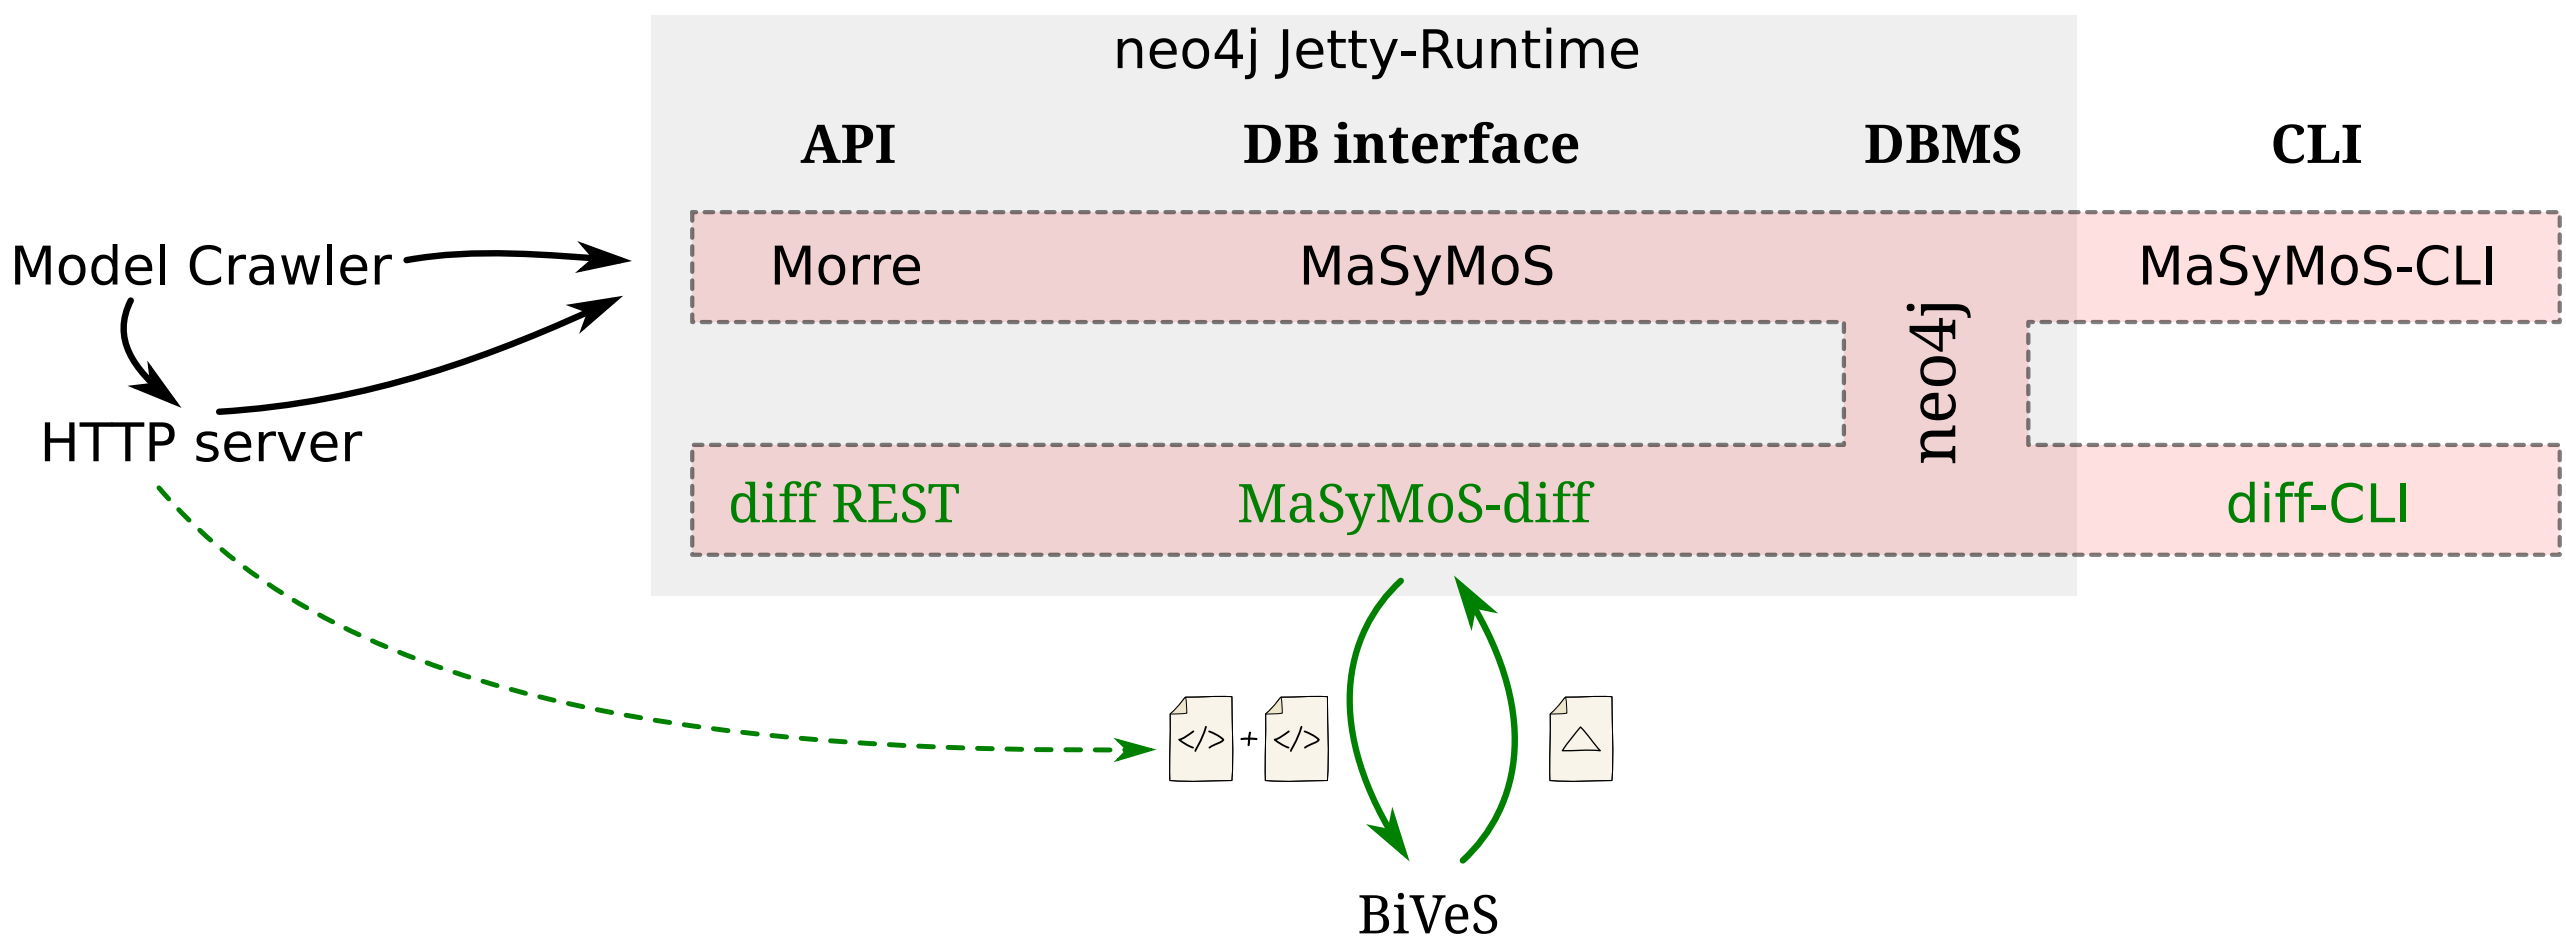 neo4j Jetty-Runtime
API DB interface DBMS CLI
Model Crawler Morre MaSyMoS MaSyMoS-CLI
neo4j
HTTP server
diff REST MaSyMoS-diff diff-CLI
</> + </>
BiVeS